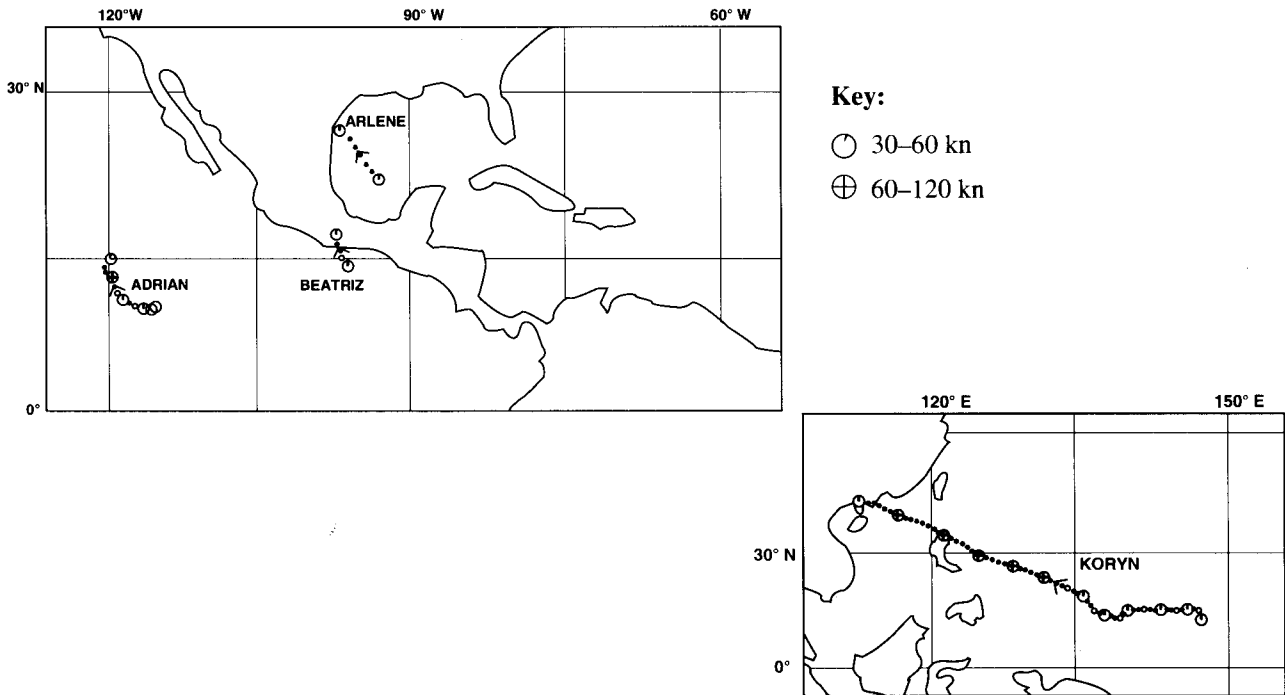 120°W 90° W 60° W
30° N
ARLENE
ADRIAN
BEATRIZ
0°
Key:
30–60 kn
60–120 kn
120° E 150° E
30° N
KORYN
0°